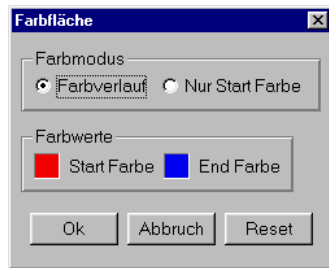 Farbfläche
Farbmodus
Farbverlauf Nur Start Farbe
Farbwerte
Start Farbe End Farbe
Ok Abbruch Reset